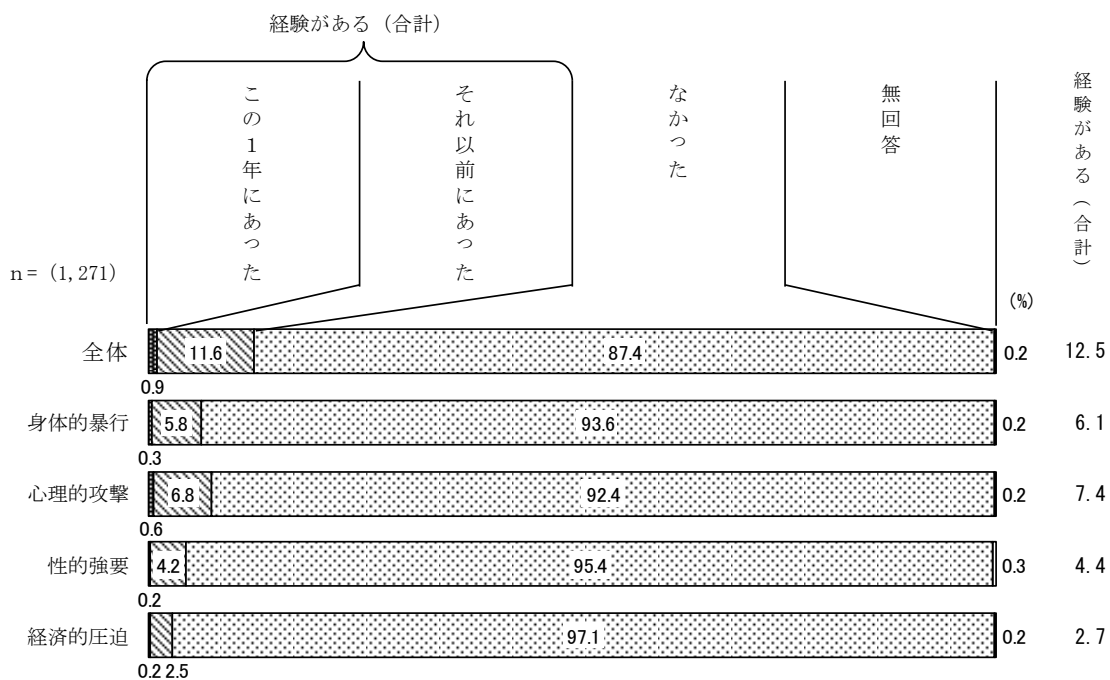 経験がある（合計）
この１年にあった
それ以前にあった
なかった
無回答
経験がある（合計）
ｎ=（1,271）
(%)
全体 11.6 87.4 0.2 12.5
0.9
身体的暴行 5.8 93.6 0.2 6.1
0.3
心理的攻撃 6.8 92.4 0.2 7.4
0.6
性的強要 4.2 95.4 0.3 4.4
0.2
経済的圧迫 97.1 0.2 2.7
0.2 2.5